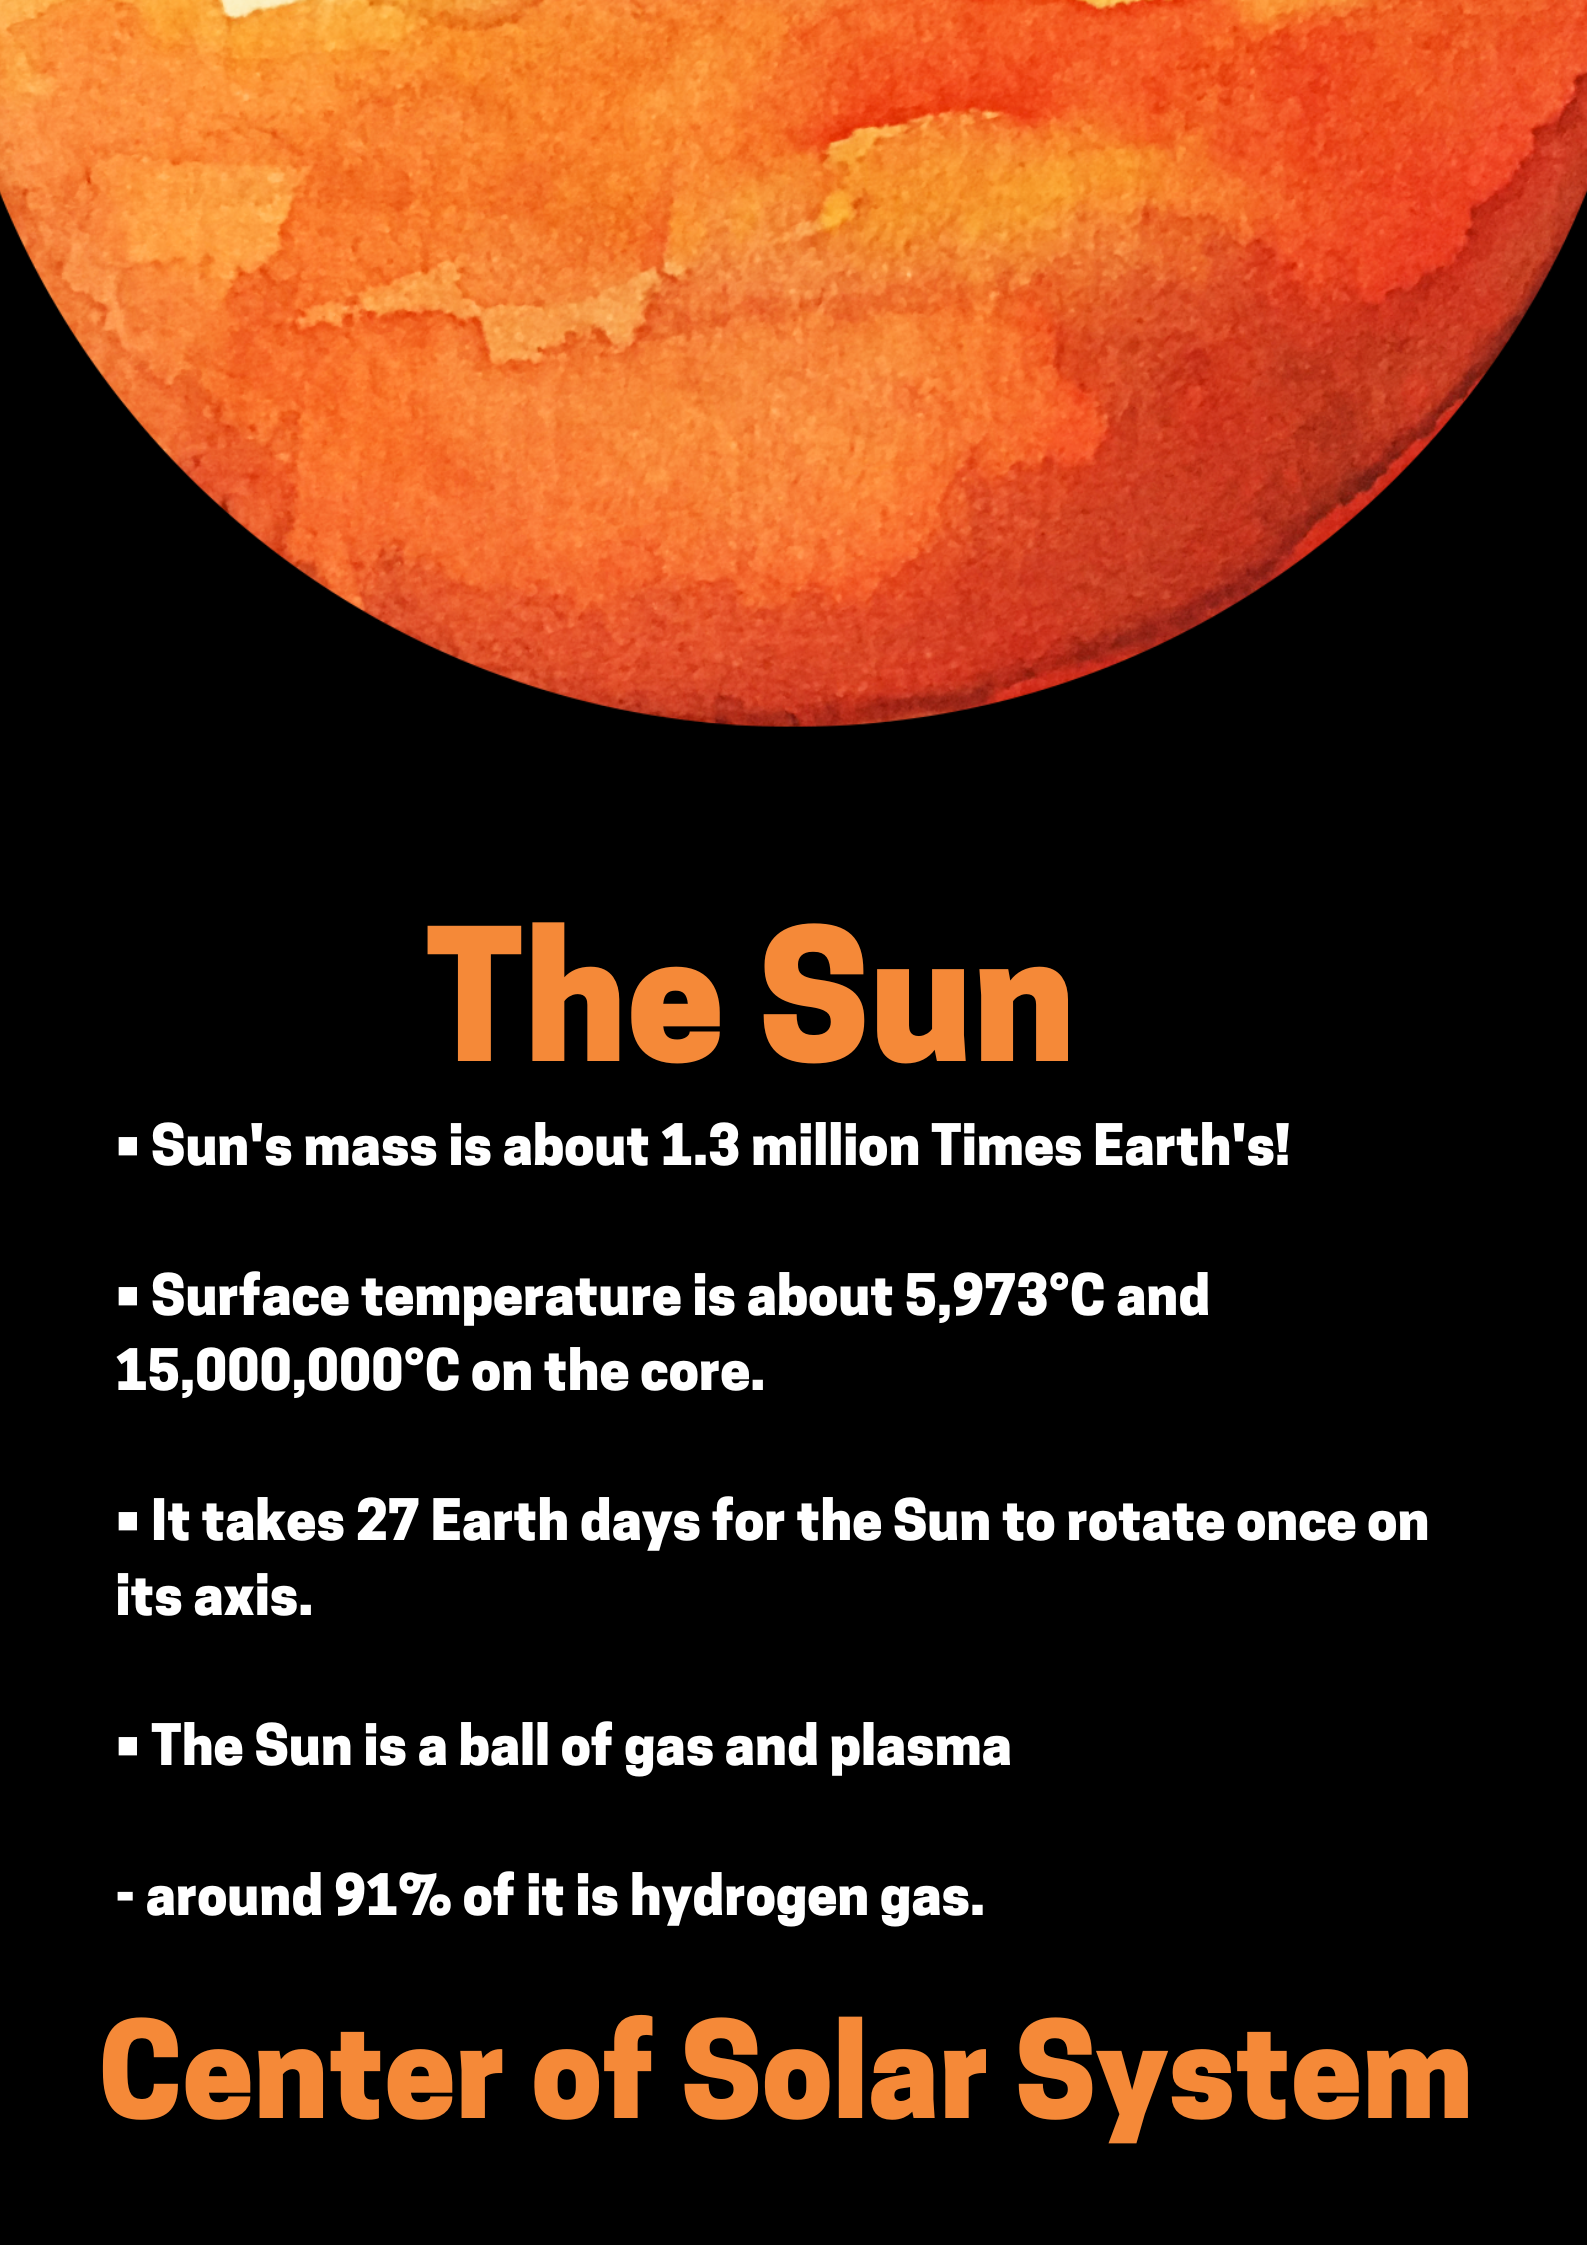 The Sun
▪ Sun's mass is about 1.3 million Times Earth's!
▪ Surface temperature is about 5,973°C and
15,000,000°C on the core.
▪ It takes 27 Earth days for the Sun to rotate once on
its axis.
▪ The Sun is a ball of gas and plasma
- around 91% of it is hydrogen gas.
Center of Solar System